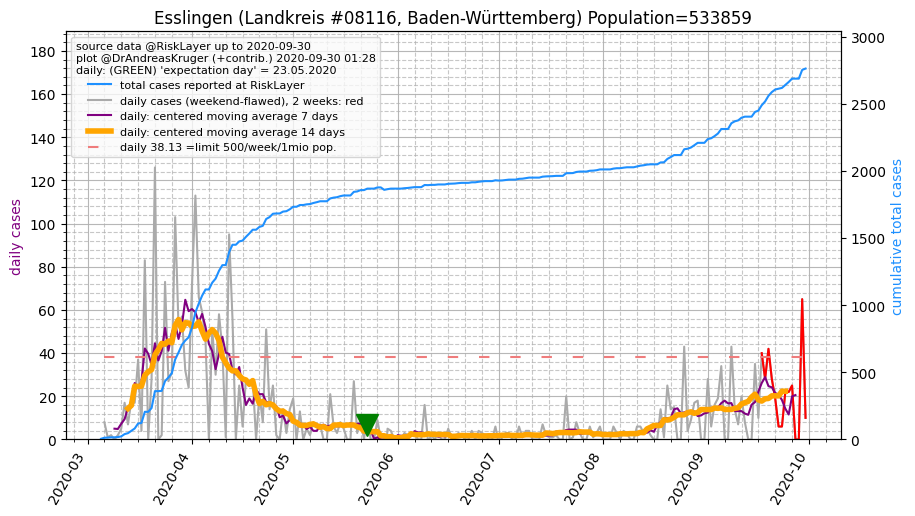 Esslingen (Landkreis #08116, Baden-Württemberg) Population=533859
source data @RiskLayer up to 2020-09-30
plot @DrAndreasKruger (+contrib.) 2020-09-30 01:28
daily: (GREEN) 'expectation day' = 23.05.2020
total cases reported at RiskLayer
daily cases (weekend-flawed), 2 weeks: red
daily: centered moving average 7 days
daily: centered moving average 14 days
daily 38.13 =limit 500/week/1mio pop.
daily cases
180
160
140
120
100
80
60
40
20
0
cumulative total cases
3000
2500
2000
1500
1000
500
0
2020-03
2020-04
2020-05
2020-06
2020-07
2020-08
2020-09
2020-10